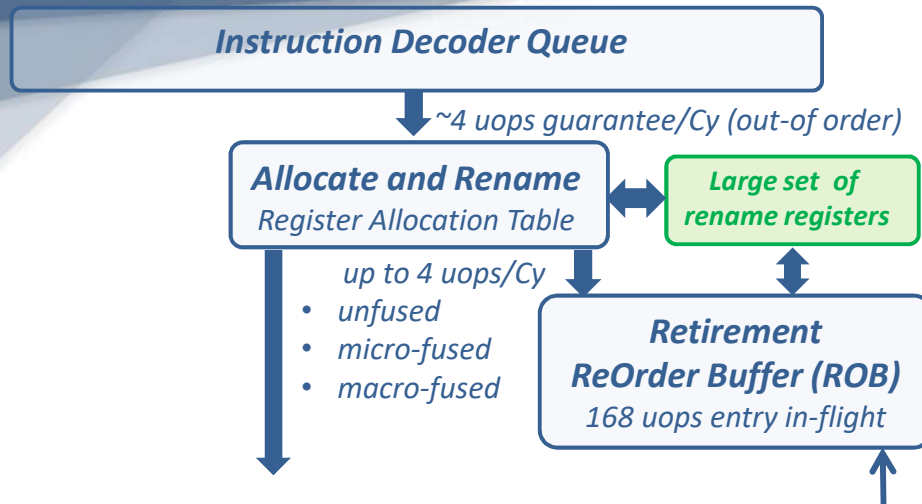 Instruction Decoder Queue
~4 uops guarantee/Cy (out-of order)
Allocate and Rename
Register Allocation Table
Large set of
rename registers
up to 4 uops/Cy
• unfused
• micro-fused
• macro-fused
Retirement
ReOrder Buffer (ROB)
168 uops entry in-flight